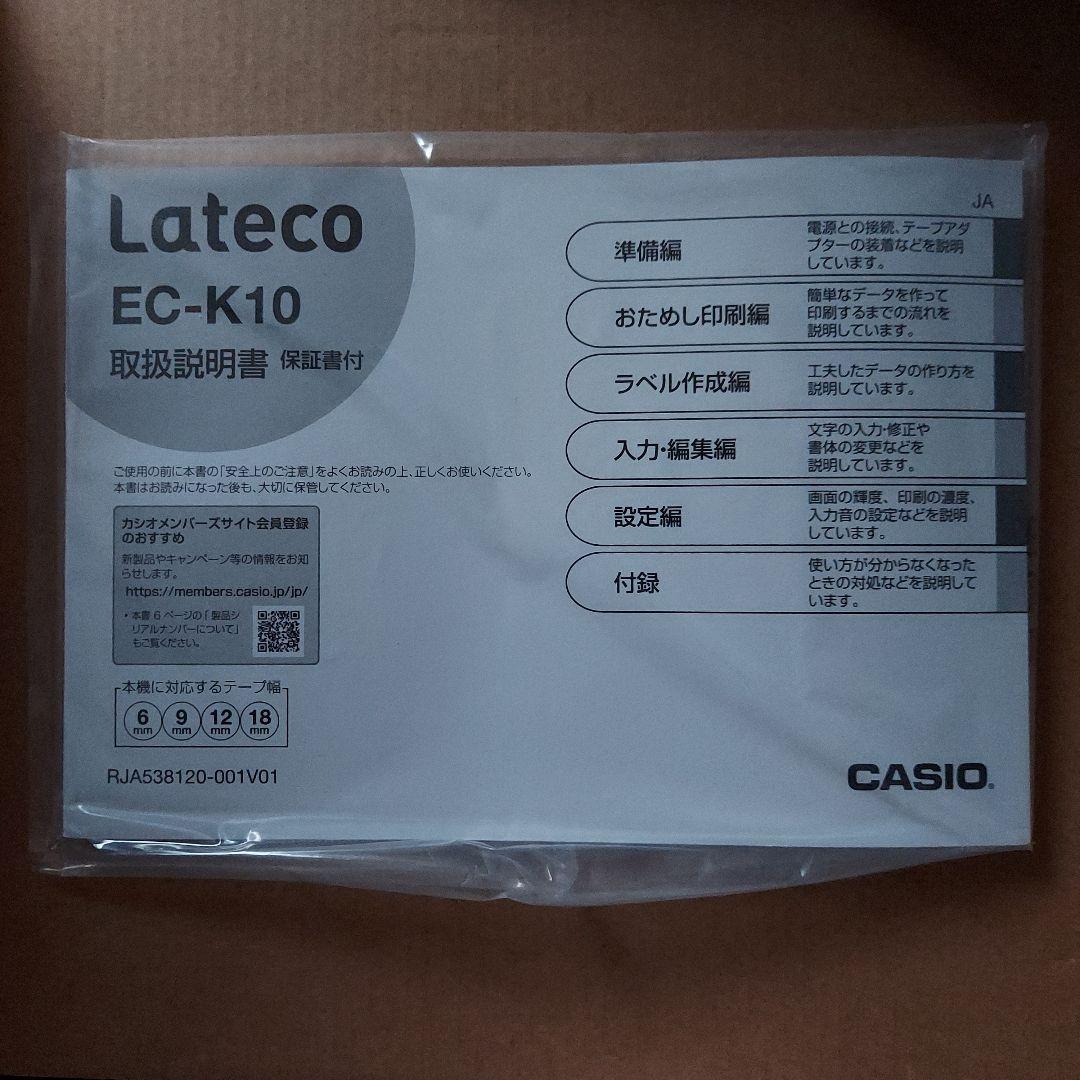 Lateco
EC-K10
取扱説明書 保証書付
ご使用の前に本書の「安全上のご注意」をよくお読みの上、正しくお使いください。
本書はお読みになった後も、大切に保管してください。
カシオメンバーズサイト会員登録
のおすすめ
新製品やキャンペーン等の情報をお知
らせします。
https://members.casio.jp/jp/
・本書 6 ページの「製品シ
リアルナンバーについて」
もご覧ください。
本機に対応するテープ幅
6 mm 9 mm 12 mm 18 mm
RJA538120-001V01
JA
準備編
電源との接続、テープアダ
プターの装着などを説明
しています。
おためし印刷編
簡単なデータを作って
印刷するまでの流れを
説明しています。
ラベル作成編
工夫したデータの作り方を
説明しています。
入力・編集編
文字の入力・修正や
書体の変更などを
説明しています。
設定編
画面の輝度、印刷の濃度、
入力音の設定などを説明
しています。
付録
使い方が分からなくなった
ときの対処などを説明して
います。
CASIO®